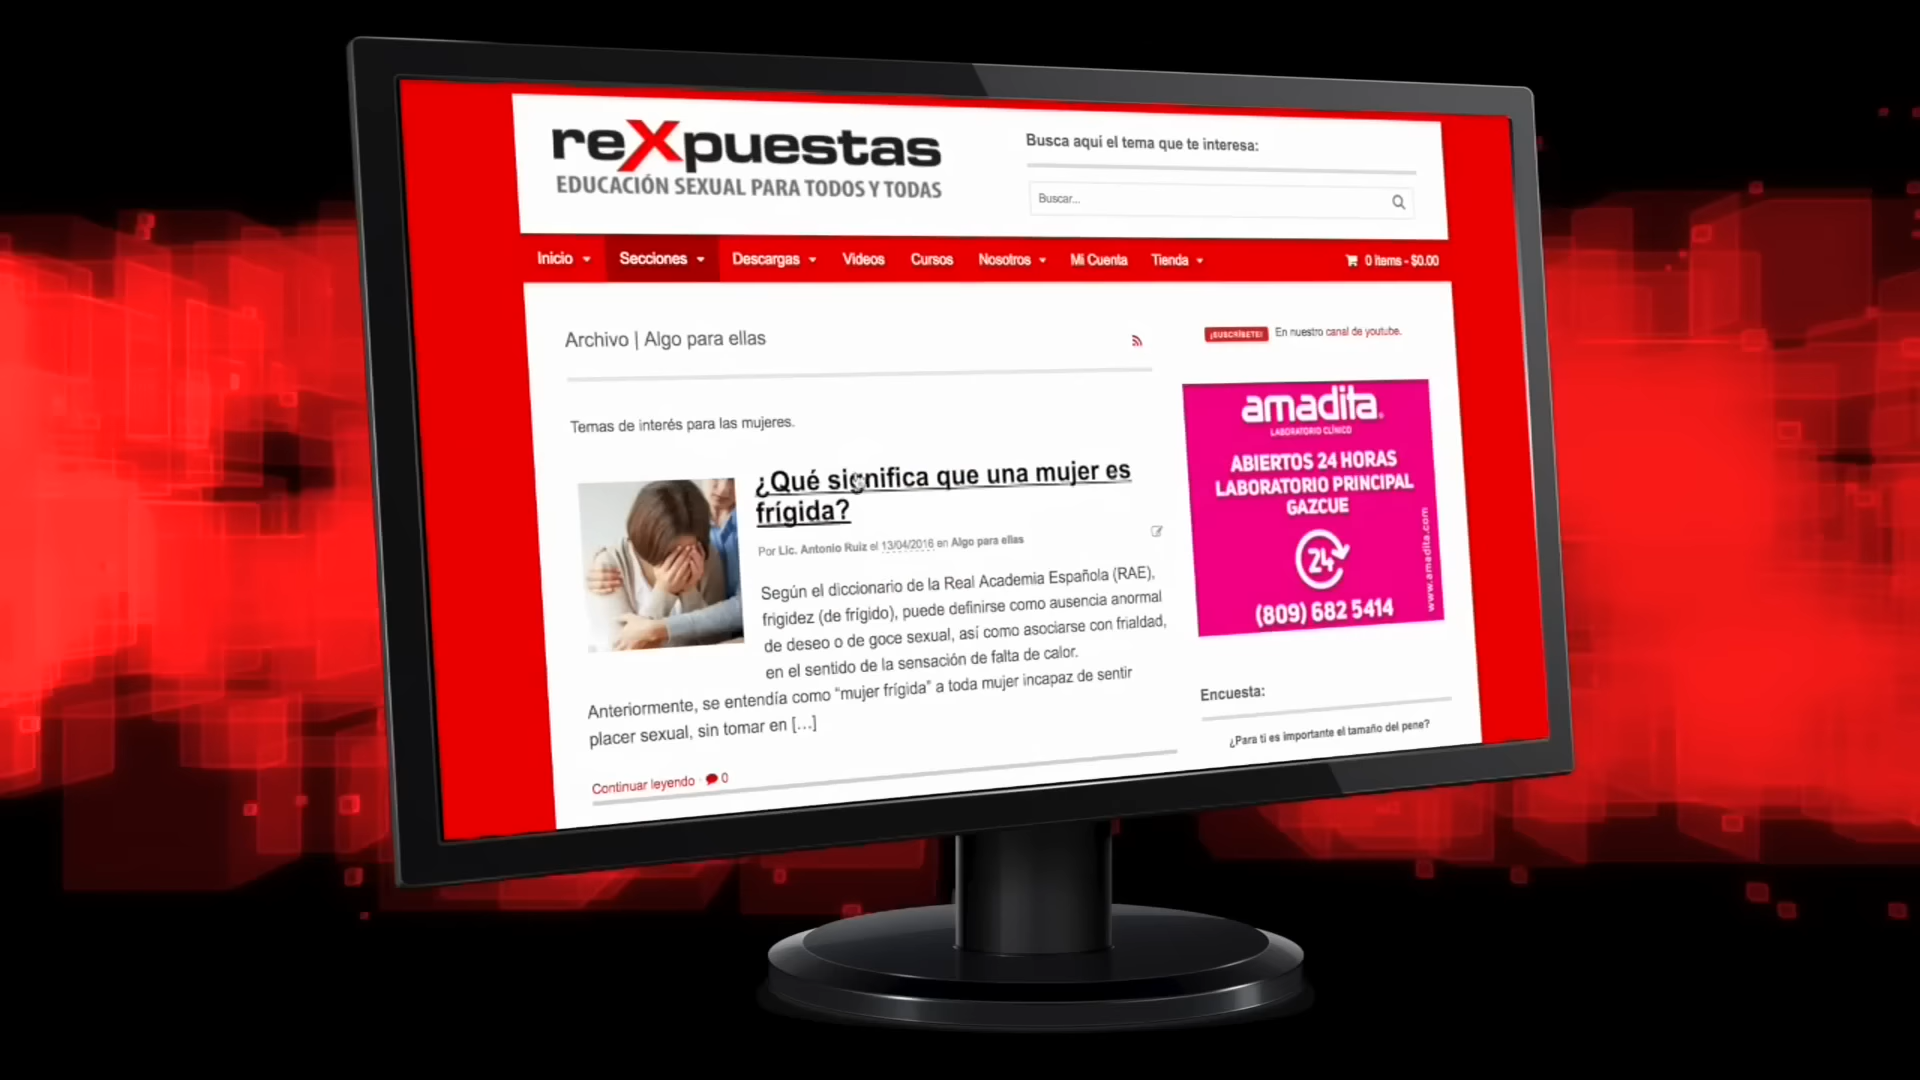 reXpuestas
EDUCACIÓN SEXUAL PARA TODOS Y TODAS
Busca aquí el tema que te interesa:
Buscar...
Inicio Secciones Descargas Videos Cursos Nosotros Mi Cuenta Tienda 0 items - $0.00
Archivo | Algo para ellas
Temas de interés para las mujeres.
¿Qué significa que una mujer es
frígida?
Por Lic. Antonio Ruiz el 13/04/2016 en Algo para ellas
Según el diccionario de la Real Academia Española (RAE),
frigidez (de frígido), puede definirse como ausencia anormal
de deseo o de goce sexual, así como asociarse con frialdad,
en el sentido de la sensación de falta de calor.
Anteriormente, se entendía como “mujer frígida” a toda mujer incapaz de sentir
placer sexual, sin tomar en [...]
Continuar leyendo · 0
¡SUSCRÍBETE! En nuestro canal de youtube.
amadita
LABORATORIO CLÍNICO
ABIERTOS 24 HORAS
LABORATORIO PRINCIPAL
GAZCUE
24
(809) 682 5414
www.amadita.com
Encuesta:
¿Para ti es importante el tamaño del pene?